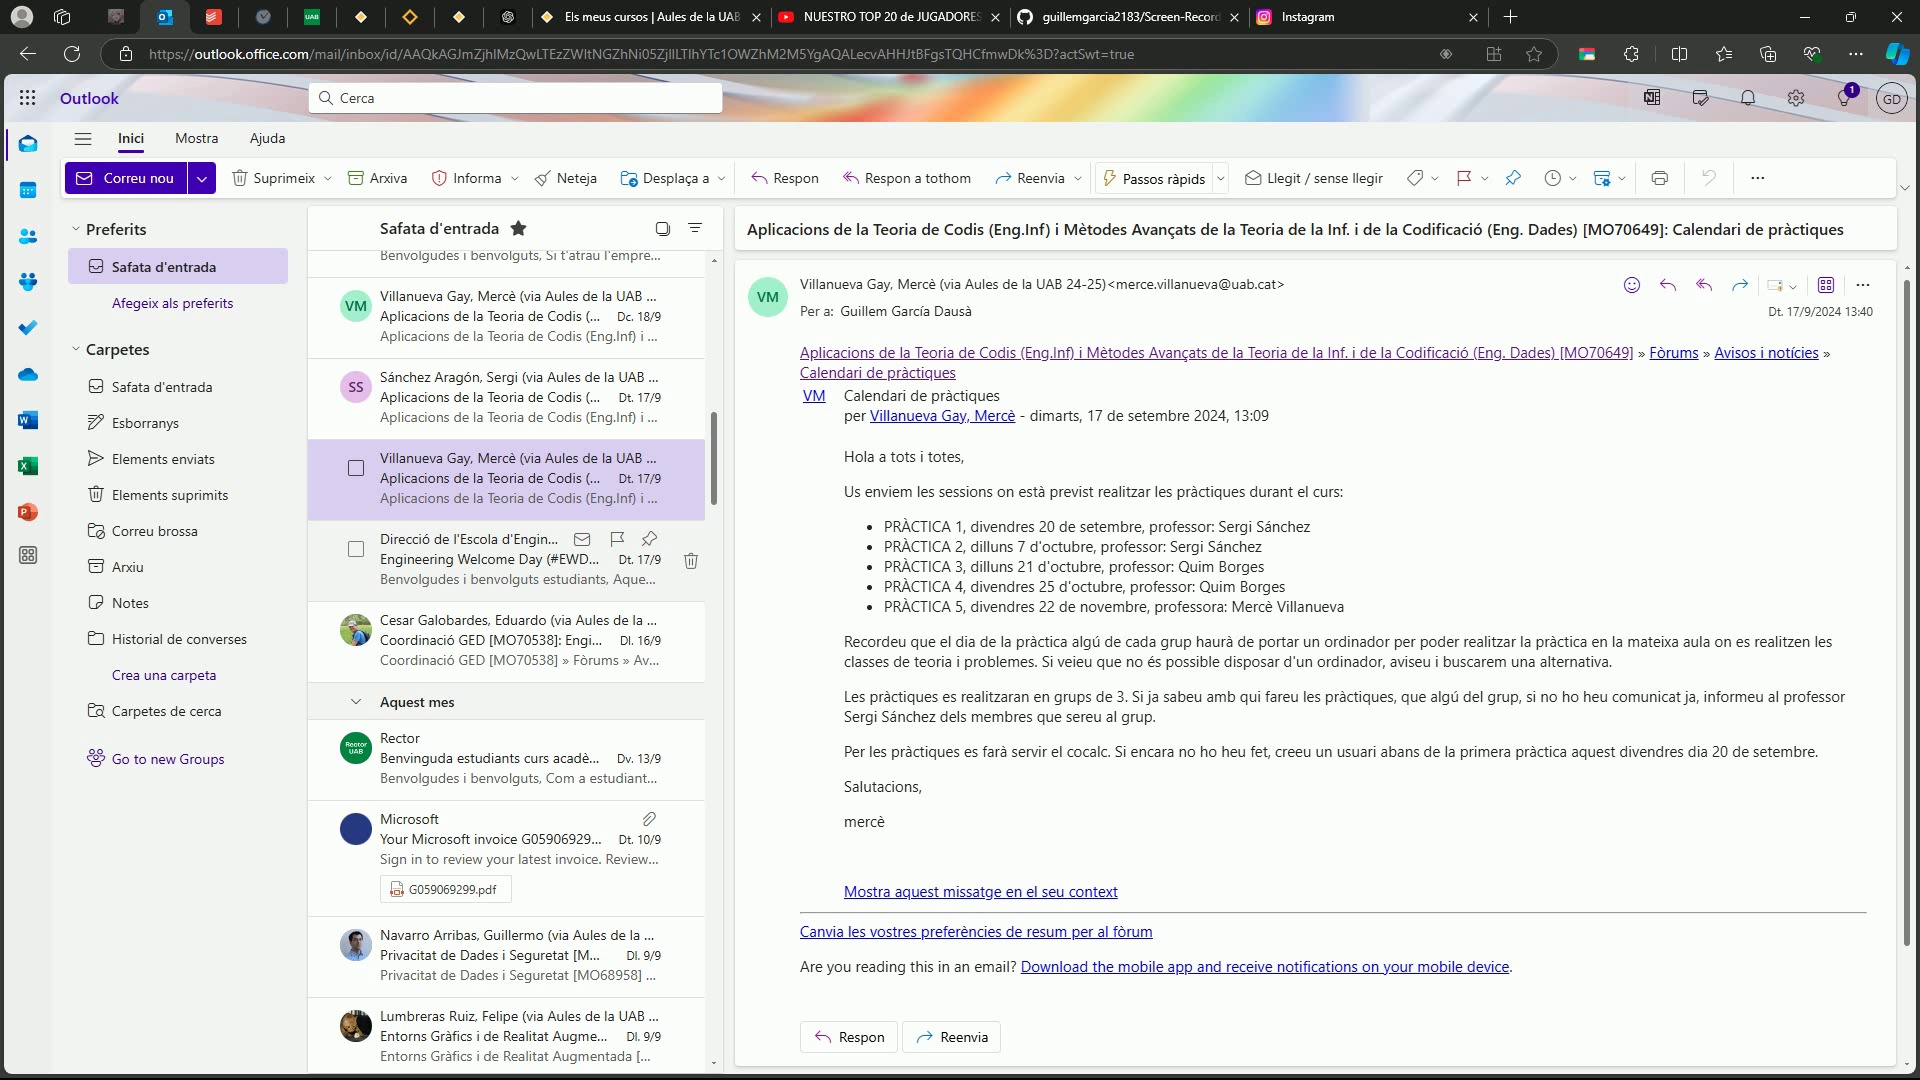 Els meus cursos | Aules de la UAB
NUESTRO TOP 20 de JUGADORES
guillemgarcia2183/Screen-Record
Instagram
https://outlook.office.com/mail/inbox/id/AAQkAGJmZjhlMzQwLTEzZWItNGZhNi05ZjllLTlhYTc1OWZhM2M5YgAQALecvAHHJtBFgsTQHCfmwDk%3D?actSwt=true
Outlook
Cerca
1
GD
Inici
Mostra
Ajuda
Correu nou
Suprimeix
Arxiva
Informa
Neteja
Desplaça a
Respon
Respon a tothom
Reenvia
Passos ràpids
Llegit / sense llegir
Preferits
Safata d'entrada
Afegeix als preferits
Carpetes
Safata d'entrada
Esborranys
Elements enviats
Elements suprimits
Correu brossa
Arxiu
Notes
Historial de converses
Crea una carpeta
Carpetes de cerca
Go to new Groups
Safata d'entrada
Benvolgudes i benvolguts, Si t'atrau l'empre...
VM
Villanueva Gay, Mercè (via Aules de la UAB ...
Aplicacions de la Teoria de Codis (... Dc. 18/9
Aplicacions de la Teoria de Codis (Eng.Inf) i ...
SS
Sánchez Aragón, Sergi (via Aules de la UAB ...
Aplicacions de la Teoria de Codis (... Dt. 17/9
Aplicacions de la Teoria de Codis (Eng.Inf) i ...
Villanueva Gay, Mercè (via Aules de la UAB ...
Aplicacions de la Teoria de Codis (... Dt. 17/9
Aplicacions de la Teoria de Codis (Eng.Inf) i ...
Direcció de l'Escola d'Engin...
Engineering Welcome Day (#EWD... Dt. 17/9
Benvolgudes i benvolguts estudiants, Aque...
Cesar Galobardes, Eduardo (via Aules de la ...
Coordinació GED [MO70538]: Engi... Dl. 16/9
Coordinació GED [MO70538] » Fòrums » Av...
Aquest mes
Rector UAB
Rector
Benvinguda estudiants curs acadè... Dv. 13/9
Benvolgudes i benvolguts, Com a estudiant...
Microsoft
Your Microsoft invoice G05906929... Dt. 10/9
Sign in to review your latest invoice. Review...
G059069299.pdf
Navarro Arribas, Guillermo (via Aules de la ...
Privacitat de Dades i Seguretat [M... Dl. 9/9
Privacitat de Dades i Seguretat [MO68958] ...
Lumbreras Ruiz, Felipe (via Aules de la UAB ...
Entorns Gràfics i de Realitat Augme... Dl. 9/9
Entorns Gràfics i de Realitat Augmentada [...
Aplicacions de la Teoria de Codis (Eng.Inf) i Mètodes Avançats de la Teoria de la Inf. i de la Codificació (Eng. Dades) [MO70649]: Calendari de pràctiques
VM
Villanueva Gay, Mercè (via Aules de la UAB 24-25)<merce.villanueva@uab.cat>
Per a: Guillem García Dausà
Dt. 17/9/2024 13:40
Aplicacions de la Teoria de Codis (Eng.Inf) i Mètodes Avançats de la Teoria de la Inf. i de la Codificació (Eng. Dades) [MO70649] » Fòrums » Avisos i notícies »
Calendari de pràctiques
VM Calendari de pràctiques
per Villanueva Gay, Mercè - dimarts, 17 de setembre 2024, 13:09
Hola a tots i totes,
Us enviem les sessions on està previst realitzar les pràctiques durant el curs:
• PRÀCTICA 1, divendres 20 de setembre, professor: Sergi Sánchez
• PRÀCTICA 2, dilluns 7 d'octubre, professor: Sergi Sánchez
• PRÀCTICA 3, dilluns 21 d'octubre, professor: Quim Borges
• PRÀCTICA 4, divendres 25 d'octubre, professor: Quim Borges
• PRÀCTICA 5, divendres 22 de novembre, professora: Mercè Villanueva
Recordeu que el dia de la pràctica algú de cada grup haurà de portar un ordinador per poder realitzar la pràctica en la mateixa aula on es realitzen les
classes de teoria i problemes. Si veieu que no és possible disposar d'un ordinador, aviseu i buscarem una alternativa.
Les pràctiques es realitzaran en grups de 3. Si ja sabeu amb qui fareu les pràctiques, que algú del grup, si no ho heu comunicat ja, informeu al professor
Sergi Sánchez dels membres que sereu al grup.
Per les pràctiques es farà servir el cocalc. Si encara no ho heu fet, creeu un usuari abans de la primera pràctica aquest divendres dia 20 de setembre.
Salutacions,
mercè
Mostra aquest missatge en el seu context
Canvia les vostres preferències de resum per al fòrum
Are you reading this in an email? Download the mobile app and receive notifications on your mobile device.
Respon
Reenvia